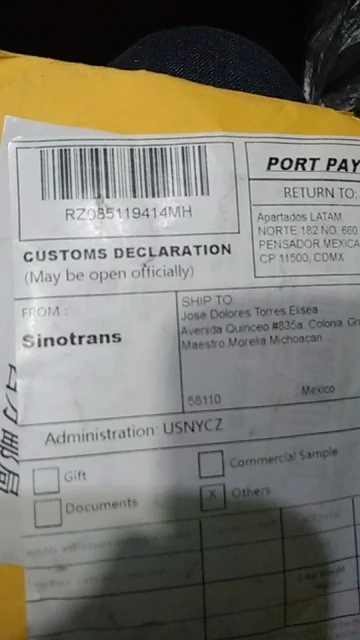 PORT PAY
RZ085119414MH
RETURN TO:
Apartados LATAM
NORTE 182 NO. 660
PENSADOR MEXICA
CP 11500, CDMX
CUSTOMS DECLARATION
(May be open officially)
FROM:
Sinotrans
SHIP TO
Jose Dolores Torres Elisea
Avenida Quinceo #835a, Colonia Gr
Maestro,Morelia Michoacan
58110 Mexico
Administration: USNYCZ
Gift
Commercial Sample
Documents
X Others